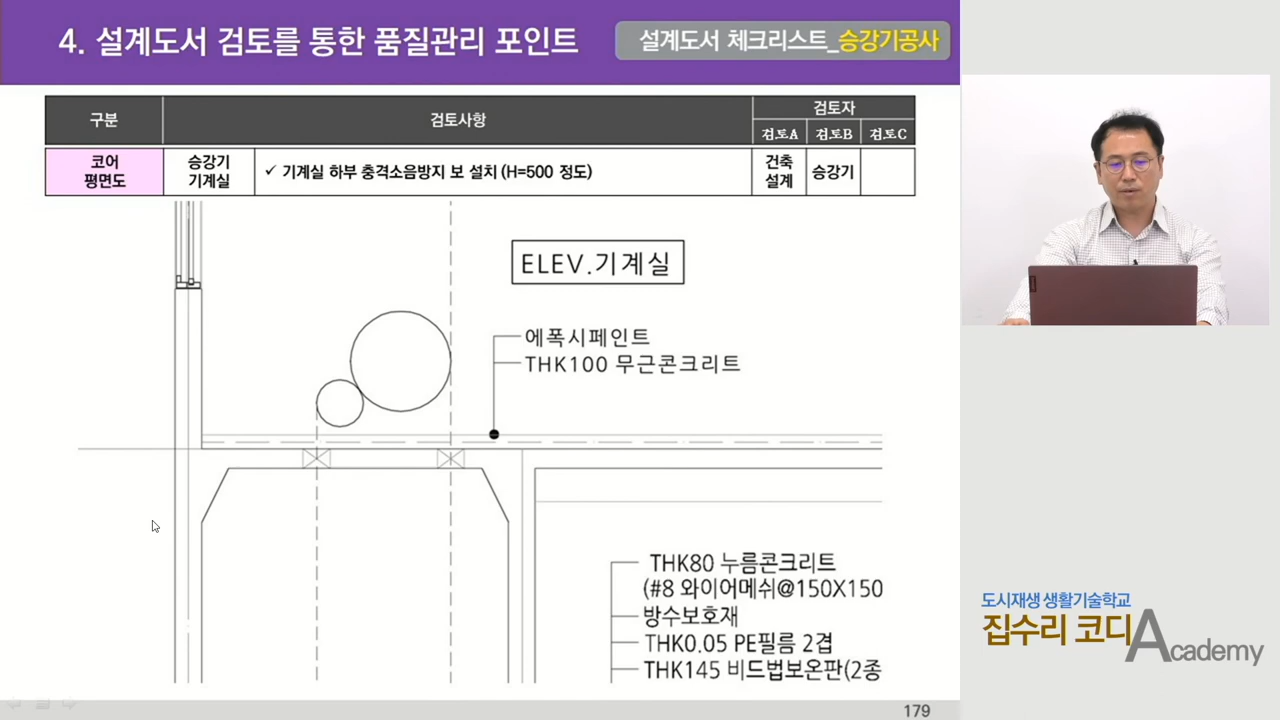 4. 설계도서 검토를 통한 품질관리 포인트
설계도서 체크리스트_승강기공사
구분
검토사항
검토자
검토A
검토B
검토C
코어
평면도
승강기
기계실
✓ 기계실 하부 충격소음방지 보 설치 (H=500 정도)
건축
설계
승강기
ELEV.기계실
에폭시페인트
THK100 무근콘크리트
THK80 누름콘크리트
(#8 와이어메쉬@150X150
방수보호재
THK0.05 PE필름 2겹
THK145 비드법보온판(2종
도시재생 생활기술학교
집수리 코디 Academy
179